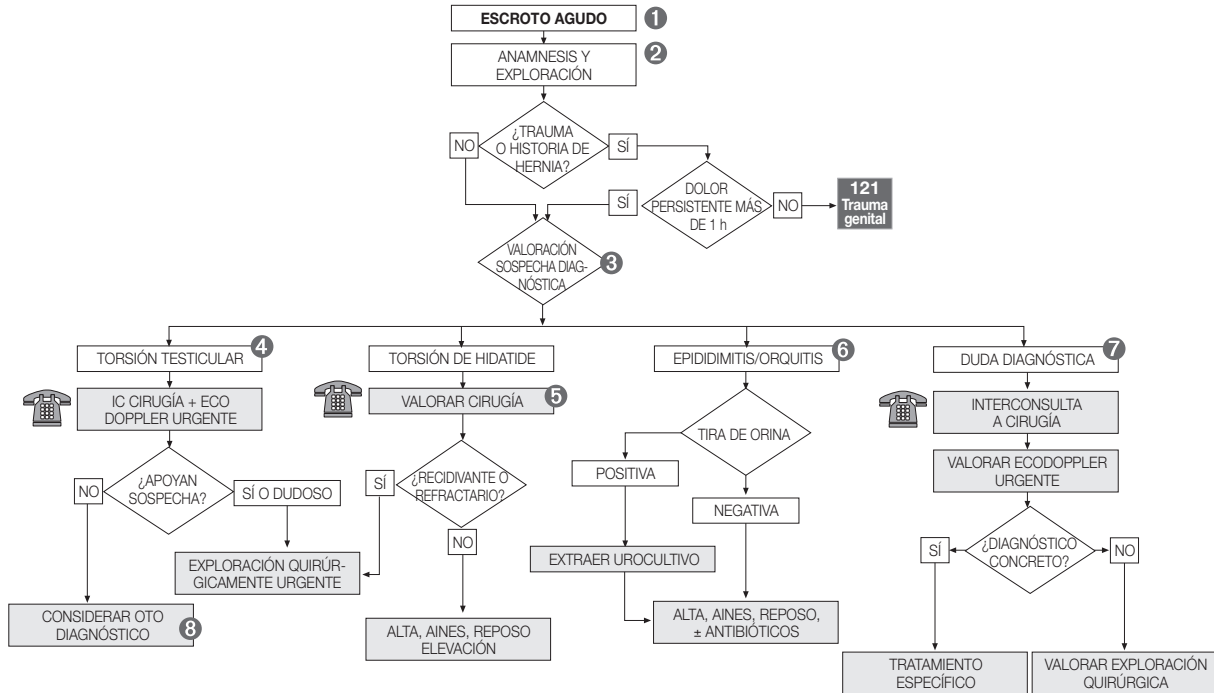 ESCROTO AGUDO
1
ANAMNESIS Y
EXPLORACIÓN
2
¿TRAUMA
O HISTORIA DE
HERNIA?
NO
SÍ
DOLOR
PERSISTENTE MÁS
DE 1 h
SÍ
NO
121
Trauma
genital
VALORACIÓN
SOSPECHA DIAG-
NÓSTICA
3
TORSIÓN TESTICULAR
4
IC CIRUGÍA + ECO
DOPPLER URGENTE
¿APOYAN
SOSPECHA?
NO
SÍ O DUDOSO
EXPLORACIÓN QUIRÚR-
GICAMENTE URGENTE
CONSIDERAR OTO
DIAGNÓSTICO
8
TORSIÓN DE HIDATIDE
VALORAR CIRUGÍA
5
¿RECIDIVANTE O
REFRACTARIO?
SÍ
NO
ALTA, AINES, REPOSO
ELEVACIÓN
EPIDIDIMITIS/ORQUITIS
6
TIRA DE ORINA
POSITIVA
NEGATIVA
EXTRAER UROCULTIVO
ALTA, AINES, REPOSO,
± ANTIBIÓTICOS
DUDA DIAGNÓSTICA
7
INTERCONSULTA
A CIRUGÍA
VALORAR ECODOPPLER
URGENTE
¿DIAGNÓSTICO
CONCRETO?
SÍ
NO
TRATAMIENTO
ESPECÍFICO
VALORAR EXPLORACIÓN
QUIRÚRGICA